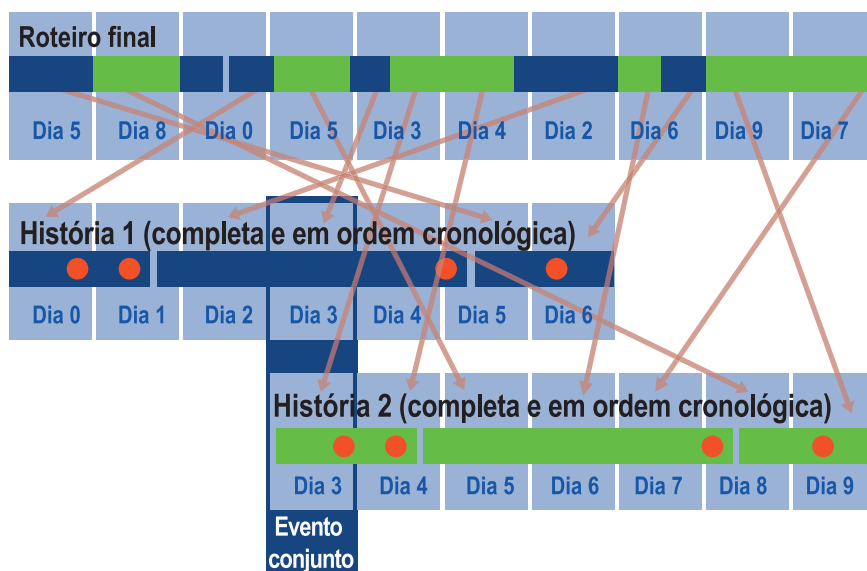 Roteiro final
Dia 5 Dia 8 Dia 0 Dia 5 Dia 3 Dia 4 Dia 2 Dia 6 Dia 9 Dia 7
História 1 (completa e em ordem cronológica)
Dia 0 Dia 1 Dia 2 Dia 3 Dia 4 Dia 5 Dia 6
História 2 (completa e em ordem cronológica)
Dia 3 Dia 4 Dia 5 Dia 6 Dia 7 Dia 8 Dia 9
Evento
conjunto